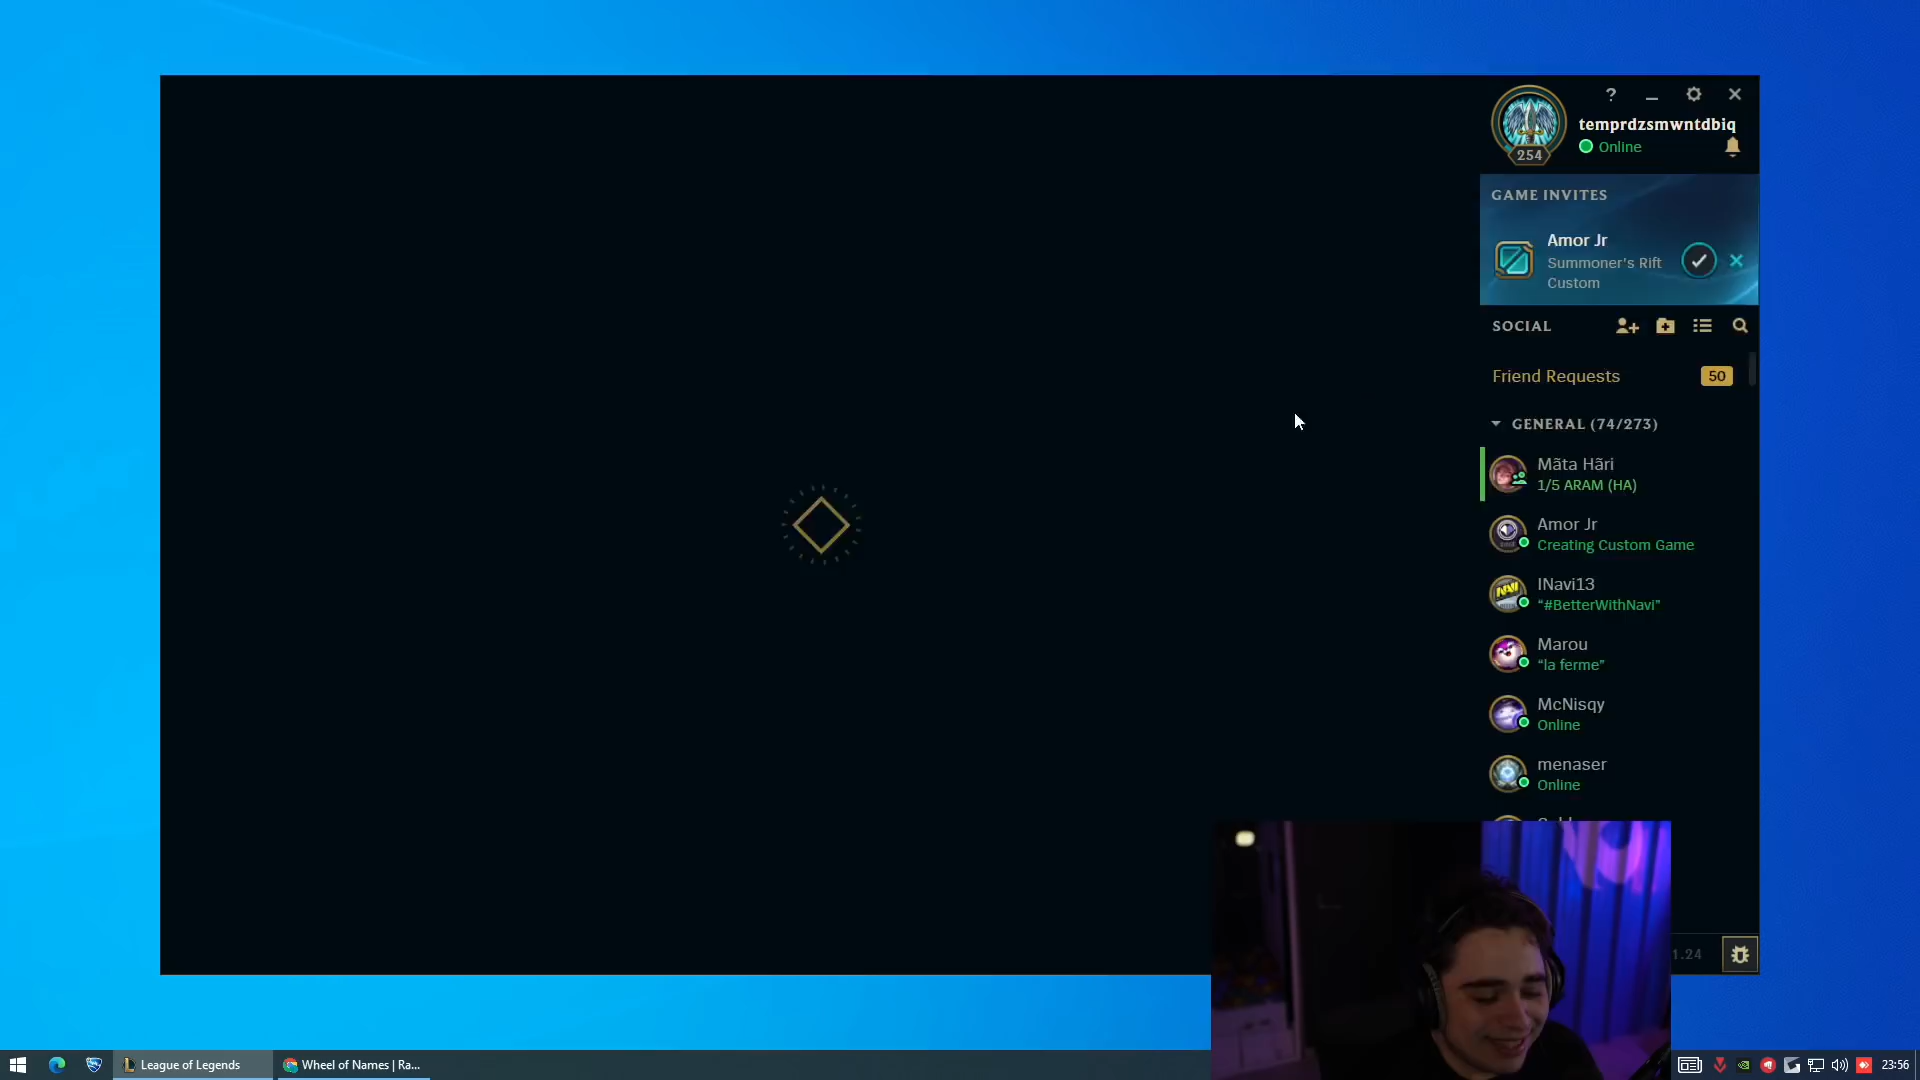 ?
temprdzsmwntdbiq
Online
254
GAME INVITES
Amor Jr
Summoner's Rift
Custom
SOCIAL
Friend Requests
50
GENERAL (74/273)
Mãta Hãri
1/5 ARAM (HA)
Amor Jr
Creating Custom Game
INavi13
"#BetterWithNavi"
Marou
"la ferme"
McNisqy
Online
menaser
Online
1.24
League of Legends
Wheel of Names | Ra...
23:56